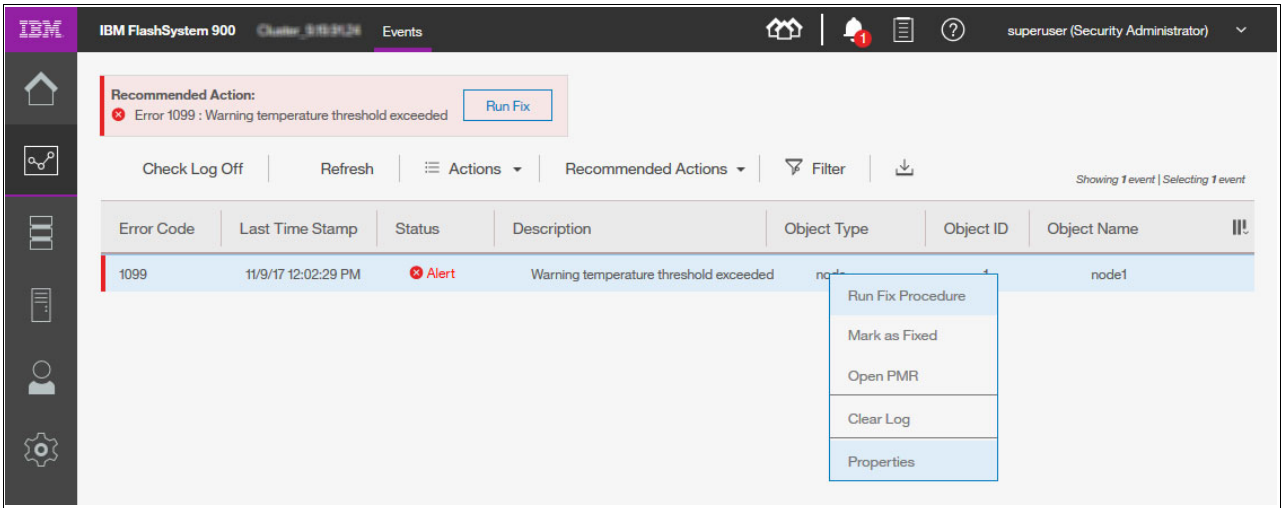 IBM
IBM FlashSystem 900 Events superuser (Security Administrator)
1
Recommended Action:
Error 1099 : Warning temperature threshold exceeded Run Fix
Check Log Off Refresh Actions Recommended Actions Filter
Showing 1 event | Selecting 1 event
Error Code Last Time Stamp Status Description Object Type Object ID Object Name
1099 11/9/17 12:02:29 PM Alert Warning temperature threshold exceeded node 1 node1
Run Fix Procedure
Mark as Fixed
Open PMR
Clear Log
Properties